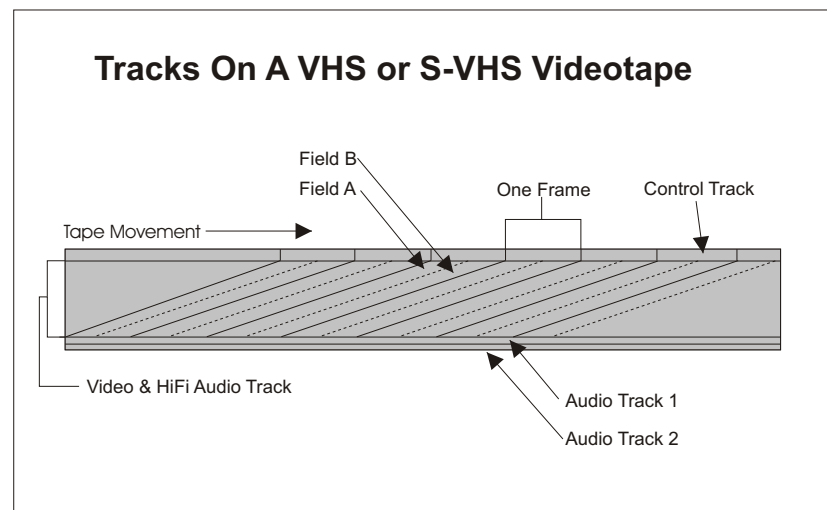 Tracks On A VHS or S-VHS Videotape
Field B
Field A
One Frame
Control Track
Tape Movement
Video & HiFi Audio Track
Audio Track 1
Audio Track 2